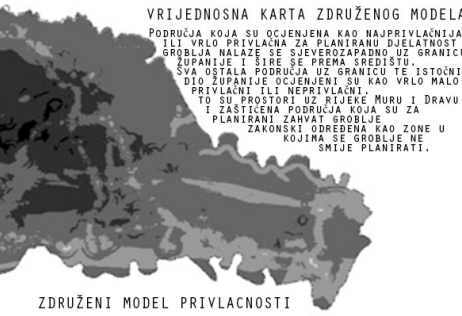 VRIJEDNOSNA KARTA ZDRUŽENOG MODELA
PODRUČJA KOJA SU OCJENJENA KAO NAJPRIVLAČNIJA
ILI VRLO PRIVLAČNA ZA PLANIRANU DJELATNOST
GROBLJA NALAZE SE SJEVEROZAPADNO UZ GRANICU
ŽUPANIJE I ŠIRE SE PREMA SREDIŠTU.
SVA OSTALA PODRUČJA UZ GRANICU TE ISTOČNI
DIO ŽUPANIJE OCJENJENI SU KAO VRLO MALO
PRIVLAČNI ILI NEPRIVLAČNI.
TO SU PROSTORI UZ RIJEKE MURU I DRAVU
I ZAŠTIĆENA PODRUČJA KOJA SU ZA
PLANIRANI ZAHVAT GROBLJE
ZAKONSKI ODREĐENA KAO ZONE U
KOJIMA SE GROBLJE NE
SMIJE PLANIRATI.
ZDRUŽENI MODEL PRIVLACNOSTI